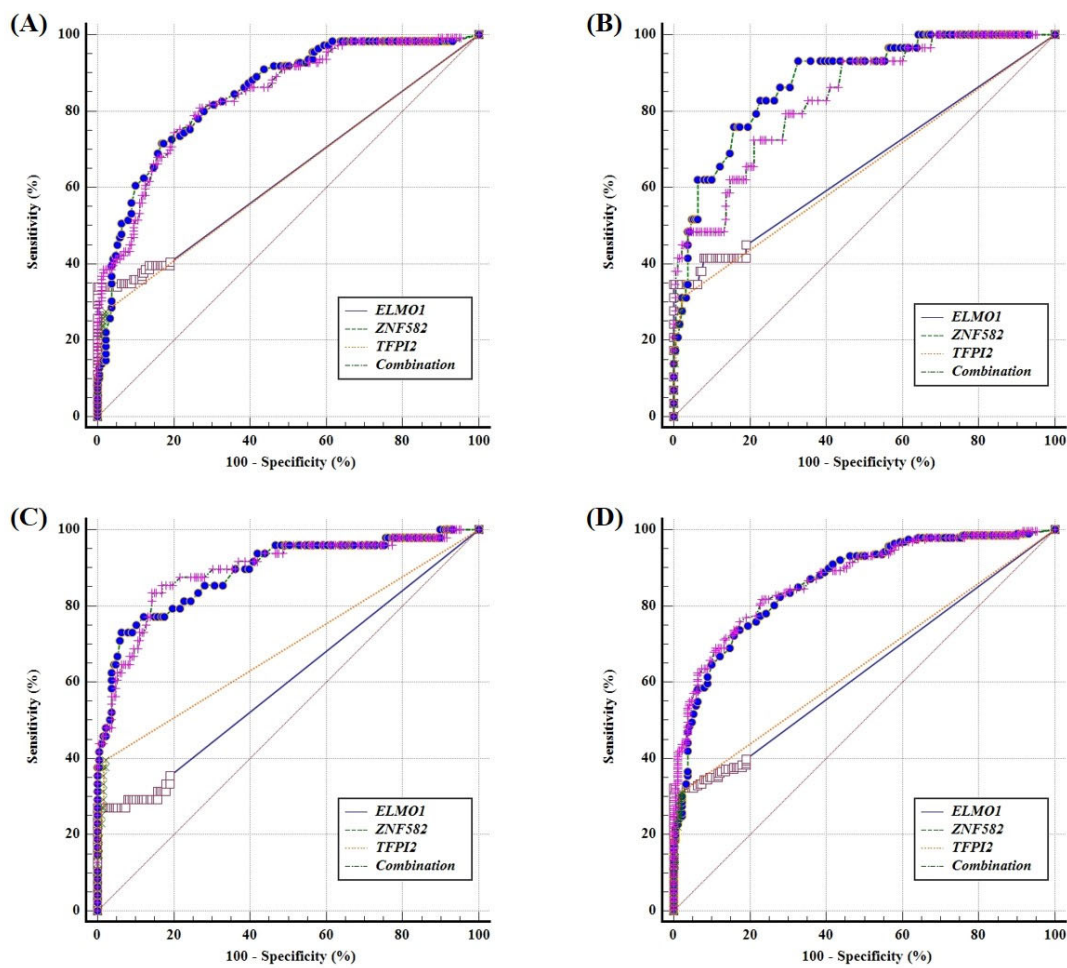 (A)
100
80
60
40
20
0
Sensitivity (%)
ELMO1
ZNF582
TFPI2
Combination
0 20 40 60 80 100
100 - Specificity (%)
(B)
100
80
60
40
20
0
Sensitivity (%)
ELMO1
ZNF582
TFPI2
Combination
0 20 40 60 80 100
100 - Specificiyty (%)
(C)
100
80
60
40
20
0
Sensitivity (%)
ELMO1
ZNF582
TFPI2
Combination
0 20 40 60 80 100
100 - Specificity (%)
(D)
100
80
60
40
20
0
Sensitivity (%)
ELMO1
ZNF582
TFPI2
Combination
0 20 40 60 80 100
100 - Specificity (%)